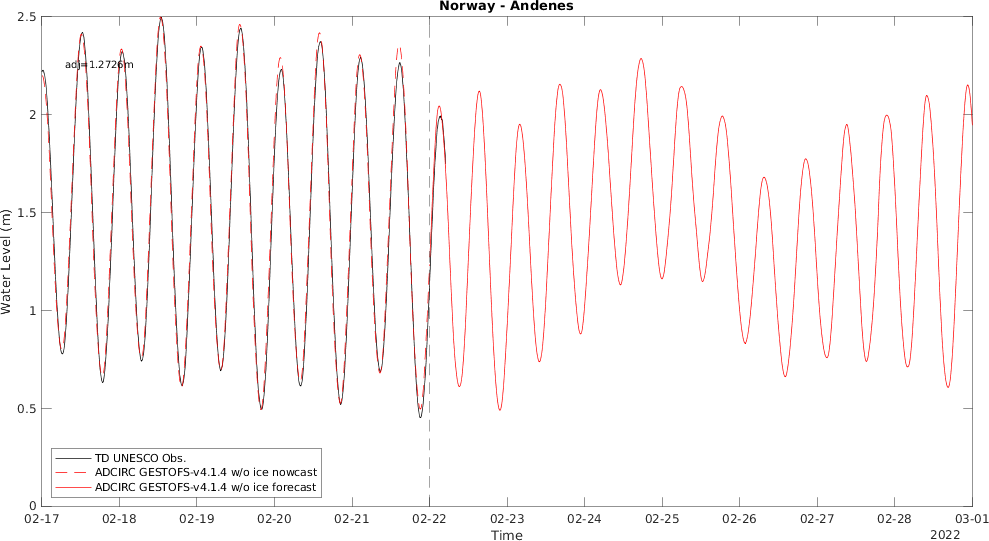 Norway - Andenes
2.5
adj=1.2726m
2
1.5
Water Level (m)
1
0.5
TD UNESCO Obs.
ADCIRC GESTOFS-v4.1.4 w/o ice nowcast
ADCIRC GESTOFS-v4.1.4 w/o ice forecast
0
02-17 02-18 02-19 02-20 02-21 02-22 02-23 02-24 02-25 02-26 02-27 02-28 03-01
Time
2022